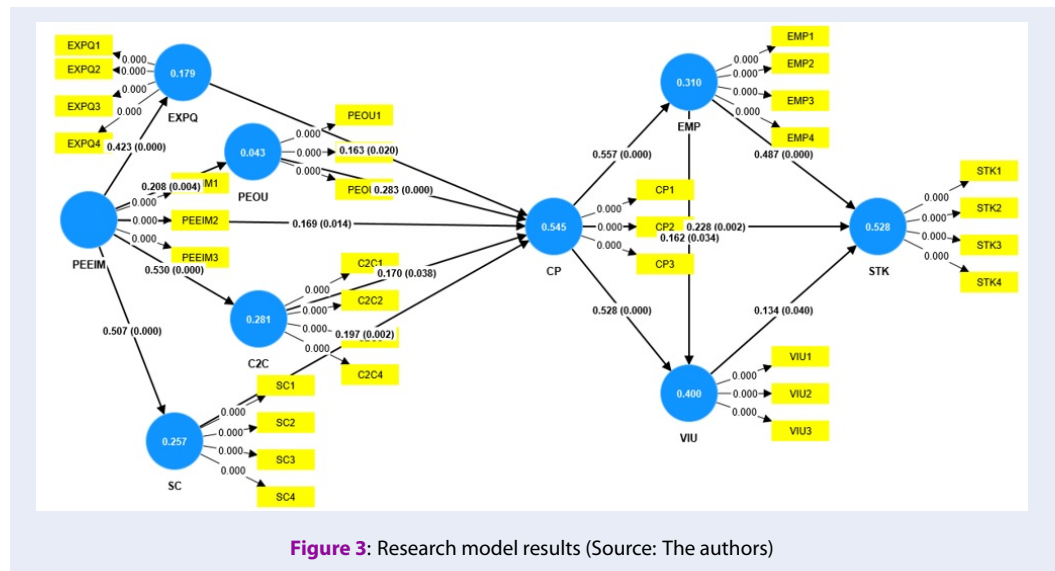 EXPQ1
EXPQ2
EXPQ3
EXPQ4
0.000
0.000
0.000
0.000
0.179
EXPQ
0.423 (0.000)
PEOU1
0.000
0.000
0.000
0.043
PEOU
0.163 (0.020)
0.283 (0.000)
0.208 (0.004)
0.000
0.000
0.000
PEEIM2
PEEIM3
PEEIM
0.169 (0.014)
0.530 (0.000)
0.507 (0.000)
C2C1
C2C2
C2C4
0.000
0.000
0.000
0.000
0.281
C2C
0.170 (0.038)
0.197 (0.002)
SC1
SC2
SC3
SC4
0.000
0.000
0.000
0.000
0.257
SC
0.545
CP
CP1
CP2
CP3
0.000
0.000
0.000
0.557 (0.000)
0.528 (0.000)
0.228 (0.002)
0.162 (0.034)
0.310
EMP
EMP1
EMP2
EMP3
EMP4
0.000
0.000
0.000
0.000
0.487 (0.000)
0.134 (0.040)
0.400
VIU
VIU1
VIU2
VIU3
0.000
0.000
0.000
0.528
STK
STK1
STK2
STK3
STK4
0.000
0.000
0.000
0.000
Figure 3: Research model results (Source: The authors)